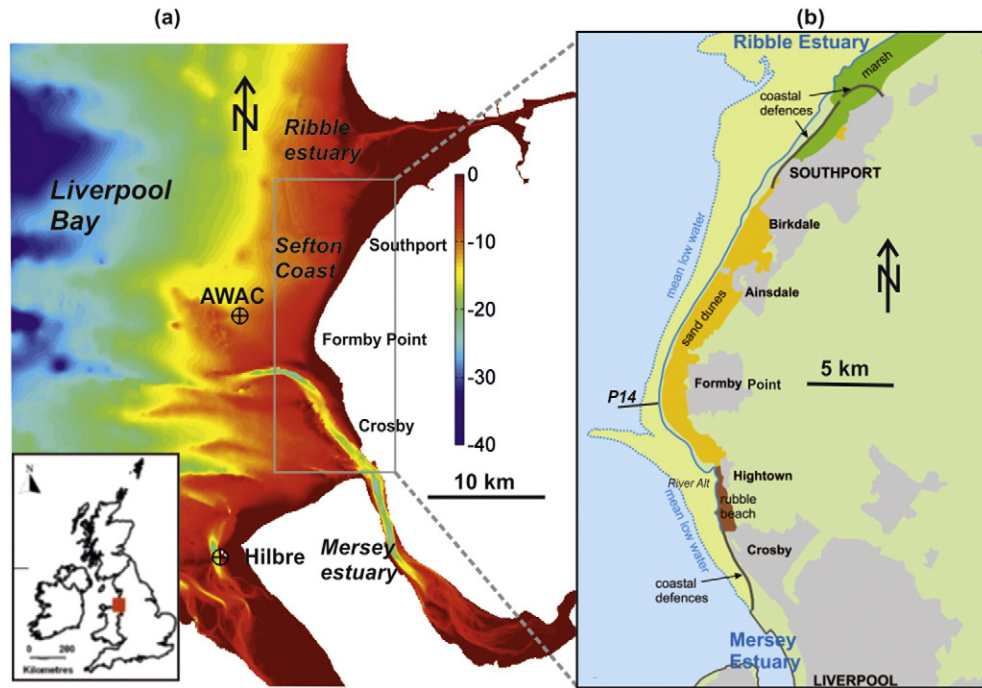 (a)
N
Ribble
estuary
Liverpool
Bay
0
-10
-20
-30
-40
Southport
Sefton
Coast
AWAC
Formby Point
Crosby
10 km
Hilbre
Mersey
estuary
N
0 200
Kilometres
(b)
Ribble Estuary
marsh
coastal
defences
SOUTHPORT
mean low water
Birkdale
N
Ainsdale
sand dunes
5 km
Formby Point
P14
Hightown
River Alt
rubble
beach
mean low water
Crosby
coastal
defences
Mersey
Estuary
LIVERPOOL